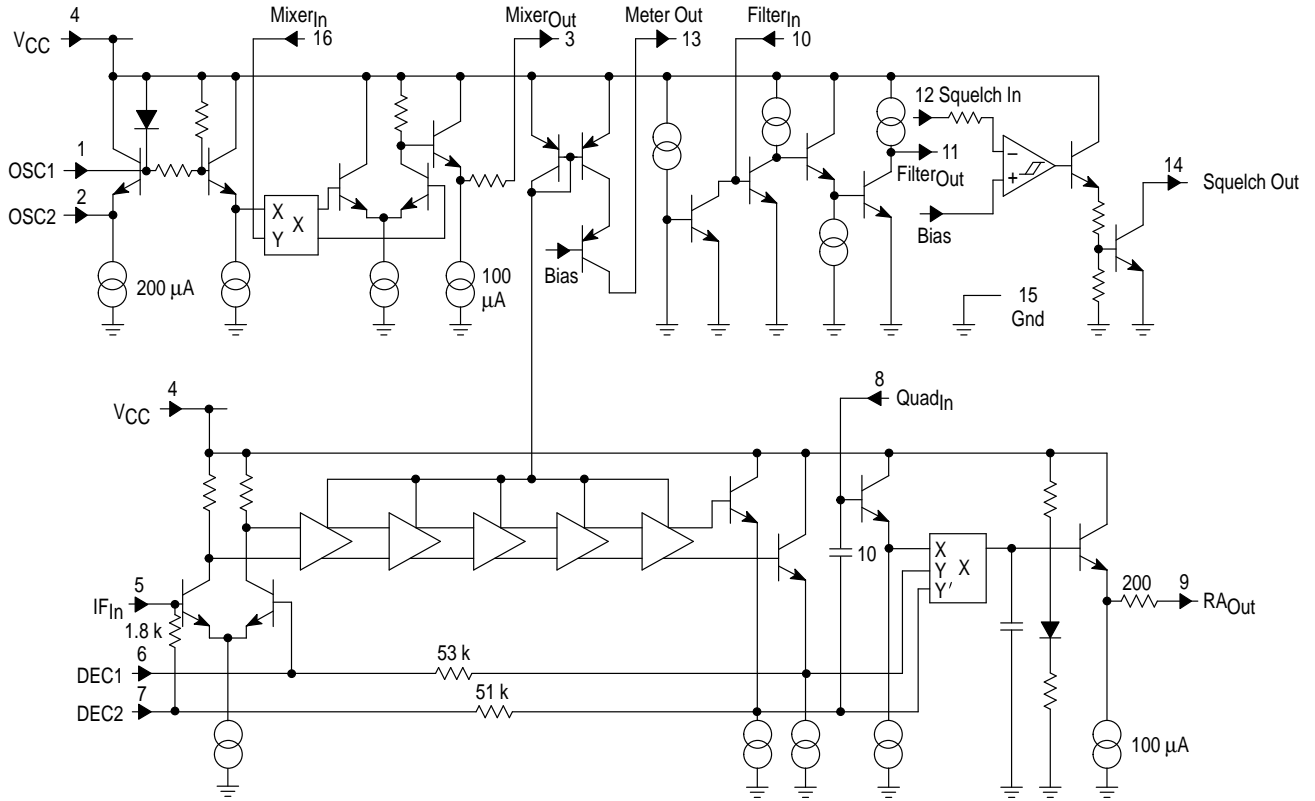 4
VCC
MixerIn
16
MixerOut
3
Meter Out
13
FilterIn
10
12 Squelch In
1
OSC1
2
OSC2
X
Y
X
200 µA
100
µA
Bias
11
FilterOut
−
+
Bias
14
Squelch Out
15
Gnd
4
VCC
8
QuadIn
10
X
Y
Y′
X
5
IFIn
1.8 k
6
DEC1
53 k
7
DEC2
51 k
200
9
RAOut
100 µA